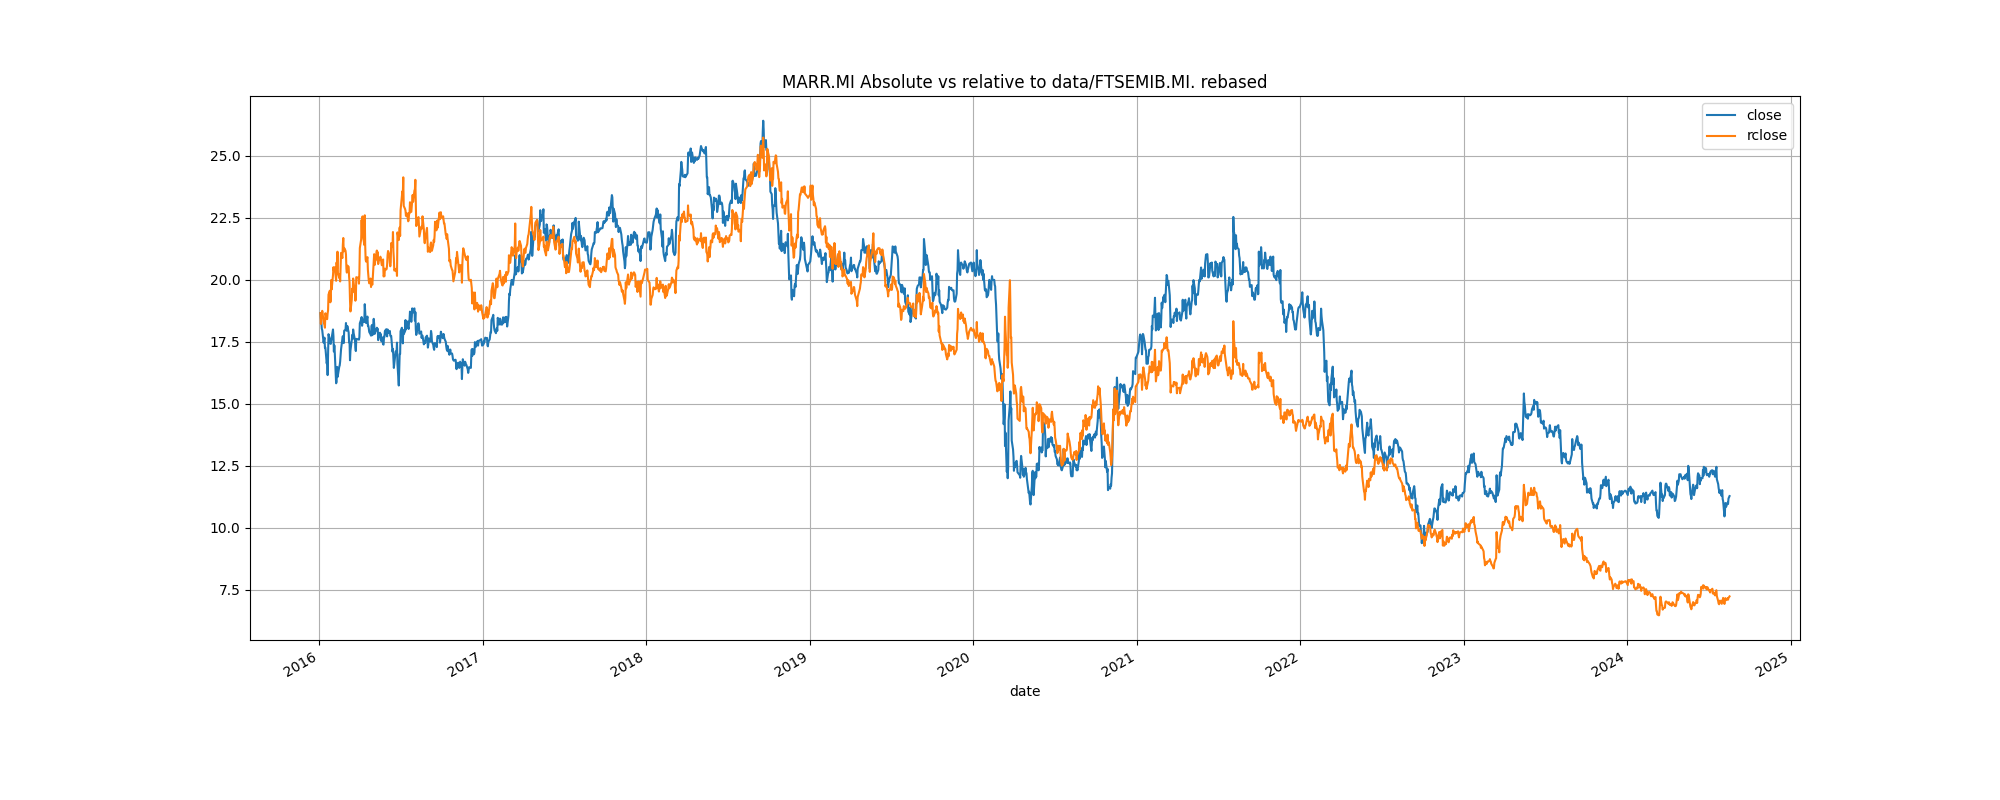 MARR.MI Absolute vs relative to data/FTSEMIB.MI. rebased
close
rclose
25.0
22.5
20.0
17.5
15.0
12.5
10.0
7.5
2016 2017 2018 2019 2020 2021 2022 2023 2024 2025
date